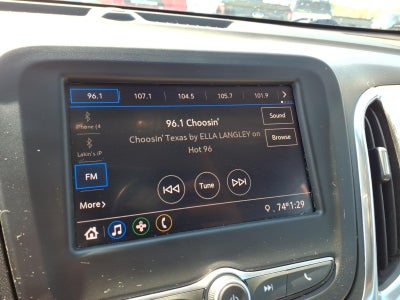 96.1 107.1 104.5 105.7 101.9
96.1 Choosin'
Sound
iPhone (4
Choosin' Texas by ELLA LANGLEY on
Browse
Hot 96
Lakin's iP
FM
Tune
More
74° 1:29